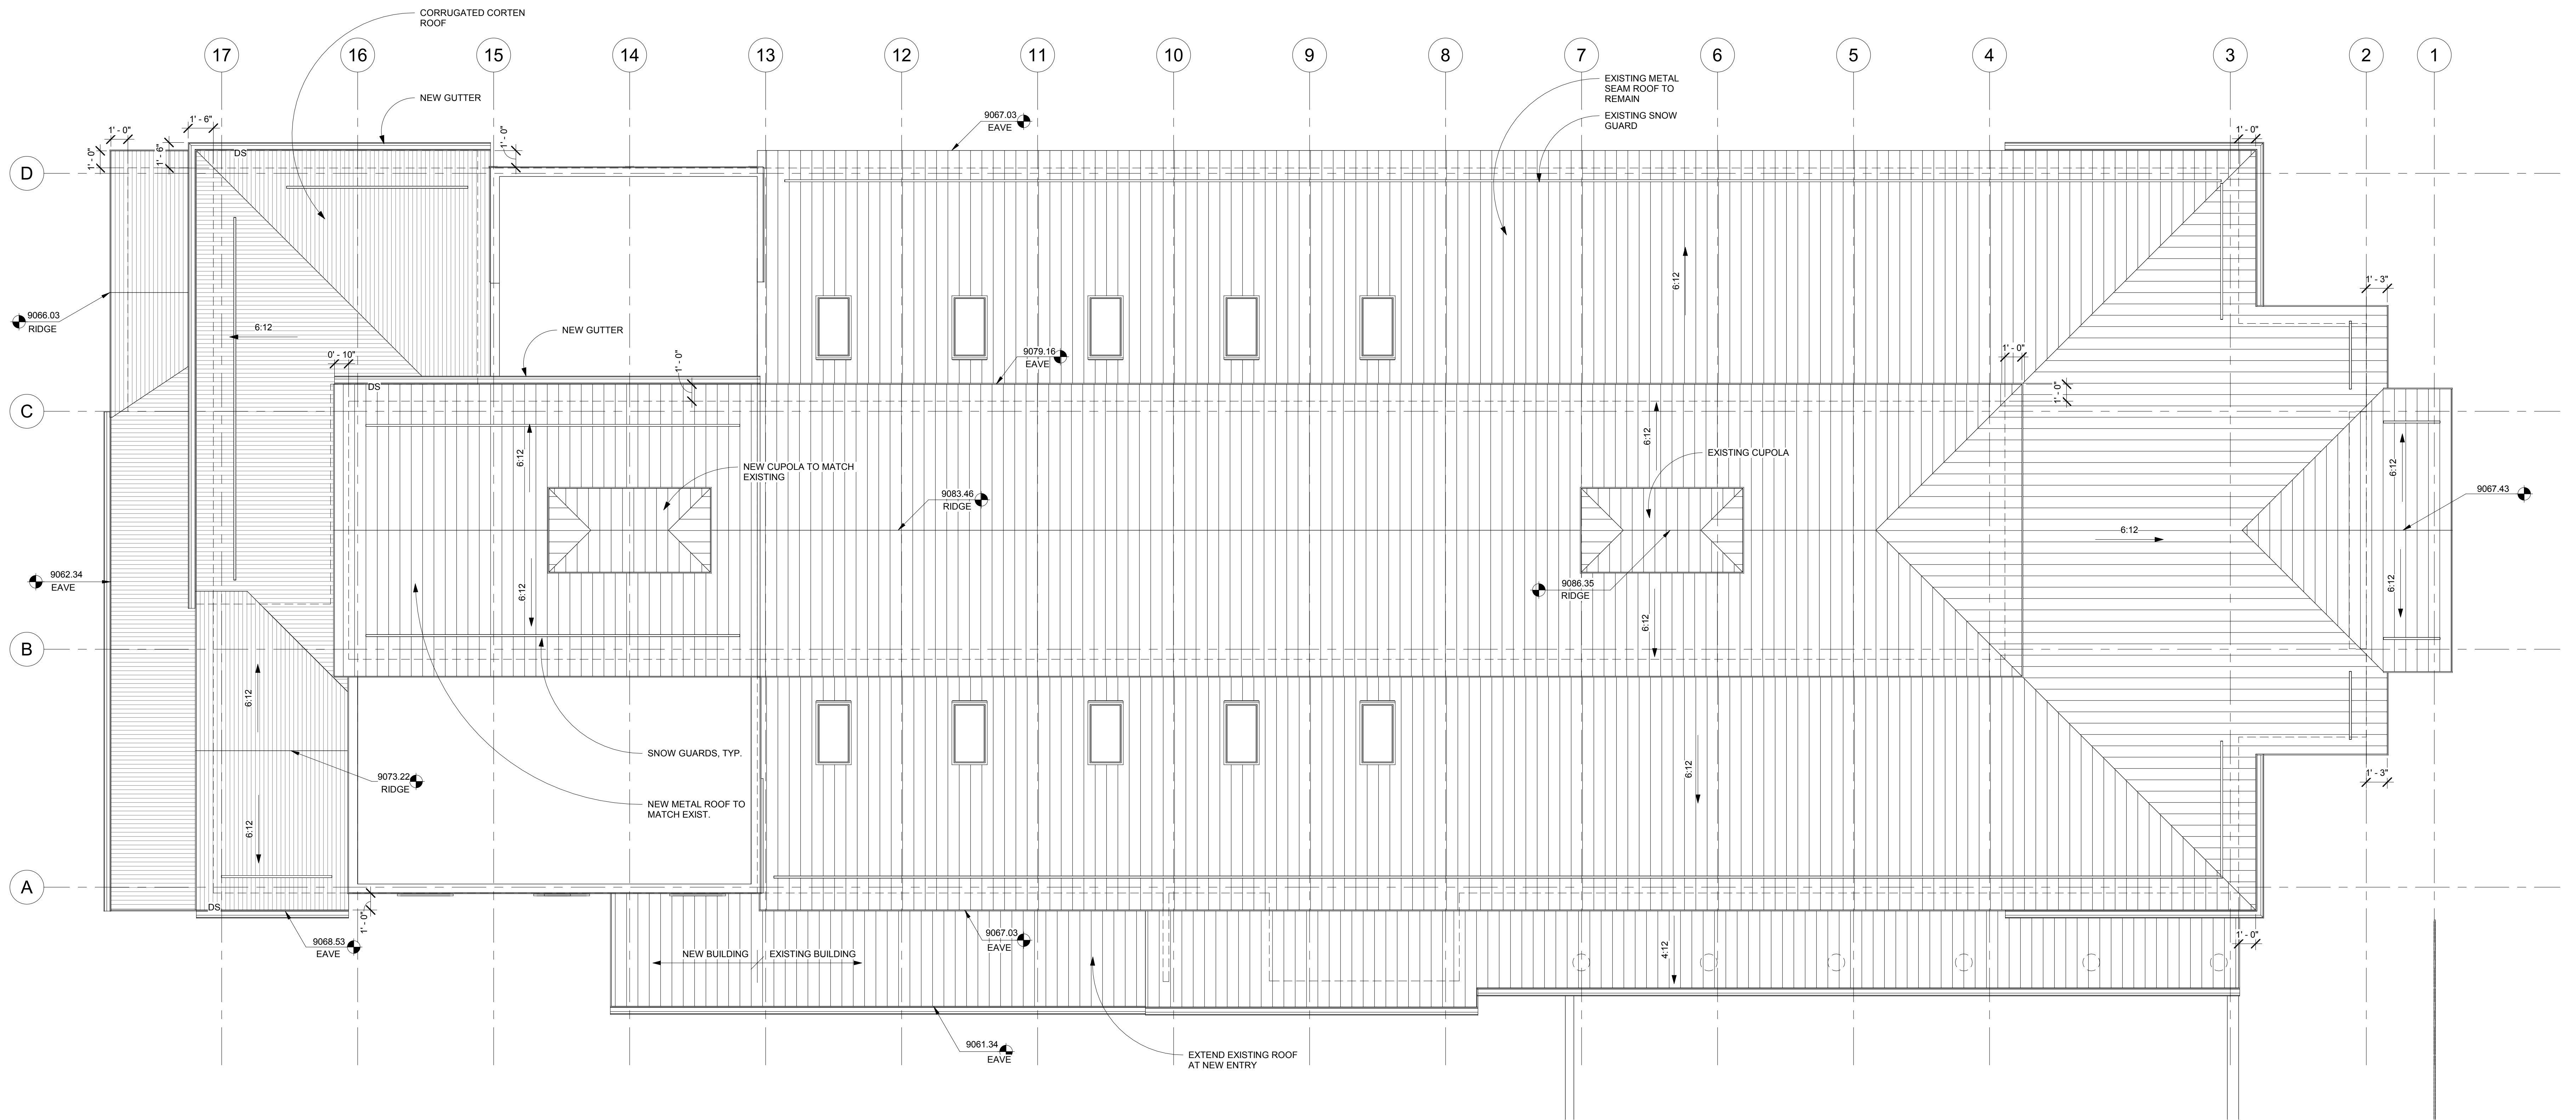 CORRUGATED CORTEN
ROOF
17
16
15
14
13
12
11
10
9
8
7
6
5
4
3
2
1
NEW GUTTER
EXISTING METAL
SEAM ROOF TO
REMAIN
EXISTING SNOW
GUARD
9067.03
EAVE
1' - 6"
1' - 0"
1' - 0"
1' - 6"
1' - 0"
1' - 0"
DS
D
9066.03
RIDGE
6:12
6:12
1' - 3"
NEW GUTTER
0' - 10"
1' - 0"
9079.16
EAVE
1' - 0"
1' - 0"
DS
C
6:12
6:12
6:12
NEW CUPOLA TO MATCH
EXISTING
EXISTING CUPOLA
9083.46
RIDGE
9067.43
6:12
9062.34
EAVE
6:12
9086.35
RIDGE
6:12
6:12
B
6:12
SNOW GUARDS, TYP.
9073.22
RIDGE
6:12
1' - 3"
NEW METAL ROOF TO
MATCH EXIST.
6:12
A
DS
1' - 0"
9068.53
EAVE
9067.03
EAVE
1' - 0"
NEW BUILDING
EXISTING BUILDING
4:12
9061.34
EAVE
EXTEND EXISTING ROOF
AT NEW ENTRY